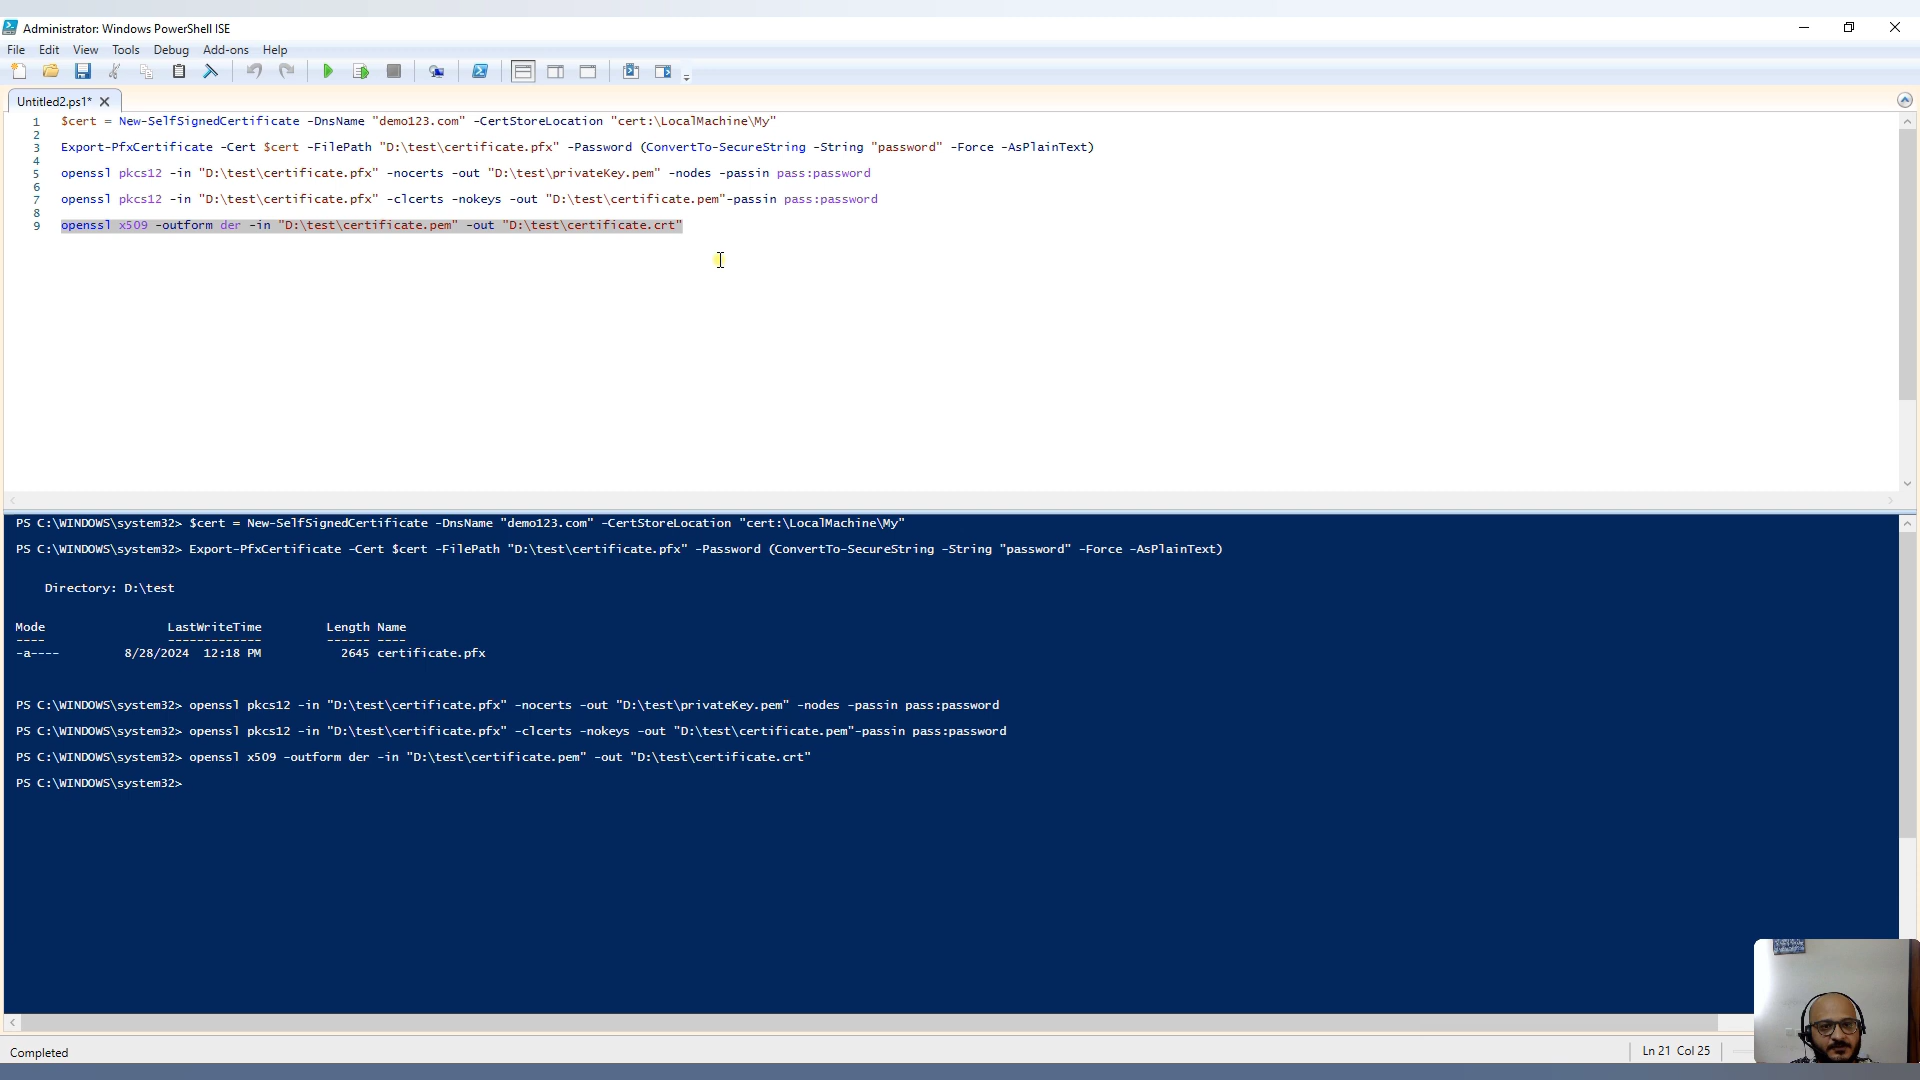 Administrator: Windows PowerShell ISE
File Edit View Tools Debug Add-ons Help
Untitled2.ps1*
1 $cert = New-SelfSignedCertificate -DnsName "demo123.com" -CertStoreLocation "cert:\LocalMachine\My"
2
3 Export-PfxCertificate -Cert $cert -FilePath "D:\test\certificate.pfx" -Password (ConvertTo-SecureString -String "password" -Force -AsPlainText)
4
5 openssl pkcs12 -in "D:\test\certificate.pfx" -nocerts -out "D:\test\privateKey.pem" -nodes -passin pass:password
6
7 openssl pkcs12 -in "D:\test\certificate.pfx" -clcerts -nokeys -out "D:\test\certificate.pem"-passin pass:password
8
9 openssl x509 -outform der -in "D:\test\certificate.pem" -out "D:\test\certificate.crt"
PS C:\WINDOWS\system32> $cert = New-SelfSignedCertificate -DnsName "demo123.com" -CertStoreLocation "cert:\LocalMachine\My"
PS C:\WINDOWS\system32> Export-PfxCertificate -Cert $cert -FilePath "D:\test\certificate.pfx" -Password (ConvertTo-SecureString -String "password" -Force -AsPlainText)
Directory: D:\test
Mode LastWriteTime Length Name
---- ------------- ------ ----
-a---- 8/28/2024 12:18 PM 2645 certificate.pfx
PS C:\WINDOWS\system32> openssl pkcs12 -in "D:\test\certificate.pfx" -nocerts -out "D:\test\privateKey.pem" -nodes -passin pass:password
PS C:\WINDOWS\system32> openssl pkcs12 -in "D:\test\certificate.pfx" -clcerts -nokeys -out "D:\test\certificate.pem"-passin pass:password
PS C:\WINDOWS\system32> openssl x509 -outform der -in "D:\test\certificate.pem" -out "D:\test\certificate.crt"
PS C:\WINDOWS\system32>
Completed
Ln 21 Col 25